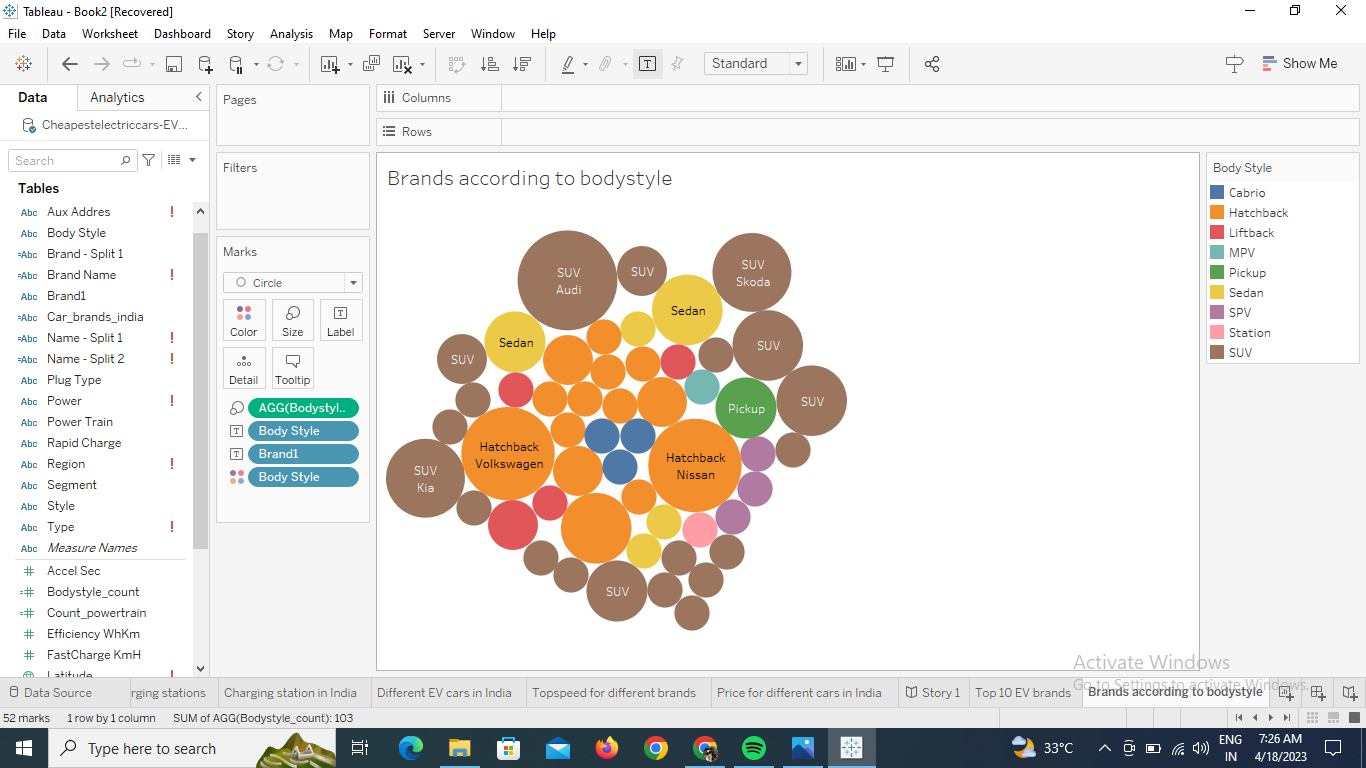 Tableau - Book2 [Recovered]
File Data Worksheet Dashboard Story Analysis Map Format Server Window Help
Standard
Show Me
Data Analytics
Cheapestelectriccars-EV...
Search
Tables
Abc Aux Addres !
Abc Body Style
=Abc Brand - Split 1
=Abc Brand Name !
Abc Brand1
=Abc Car_brands_india
=Abc Name - Split 1 !
=Abc Name - Split 2 !
Abc Plug Type
Abc Power !
Abc Power Train
Abc Rapid Charge
Abc Region !
Abc Segment
Abc Style
Abc Type !
Abc Measure Names
# Accel Sec
=# Bodystyle_count
=# Count_powertrain
# Efficiency WhKm
# FastCharge KmH
Latitude !
Pages
Filters
Marks
Circle
Color Size Label
Detail Tooltip
AGG(Bodystyl..
Body Style
Brand1
Body Style
Columns
Rows
Brands according to bodystyle
SUV
Audi
SUV
SUV
Skoda
Sedan
Sedan
SUV
SUV
SUV
Pickup
Hatchback
Volkswagen
Hatchback
Nissan
SUV
Kia
SUV
Body Style
Cabrio
Hatchback
Liftback
MPV
Pickup
Sedan
SPV
Station
SUV
Activate Windows
Go to Settings to activate Windows.
Data Source rging stations Charging station in India Different EV cars in India Topspeed for different brands Price for different cars in India Story 1 Top 10 EV brands Brands according to bodystyle
52 marks 1 row by 1 column SUM of AGG(Bodystyle_count): 103
Type here to search
33°C
ENG
IN
7:26 AM
4/18/2023